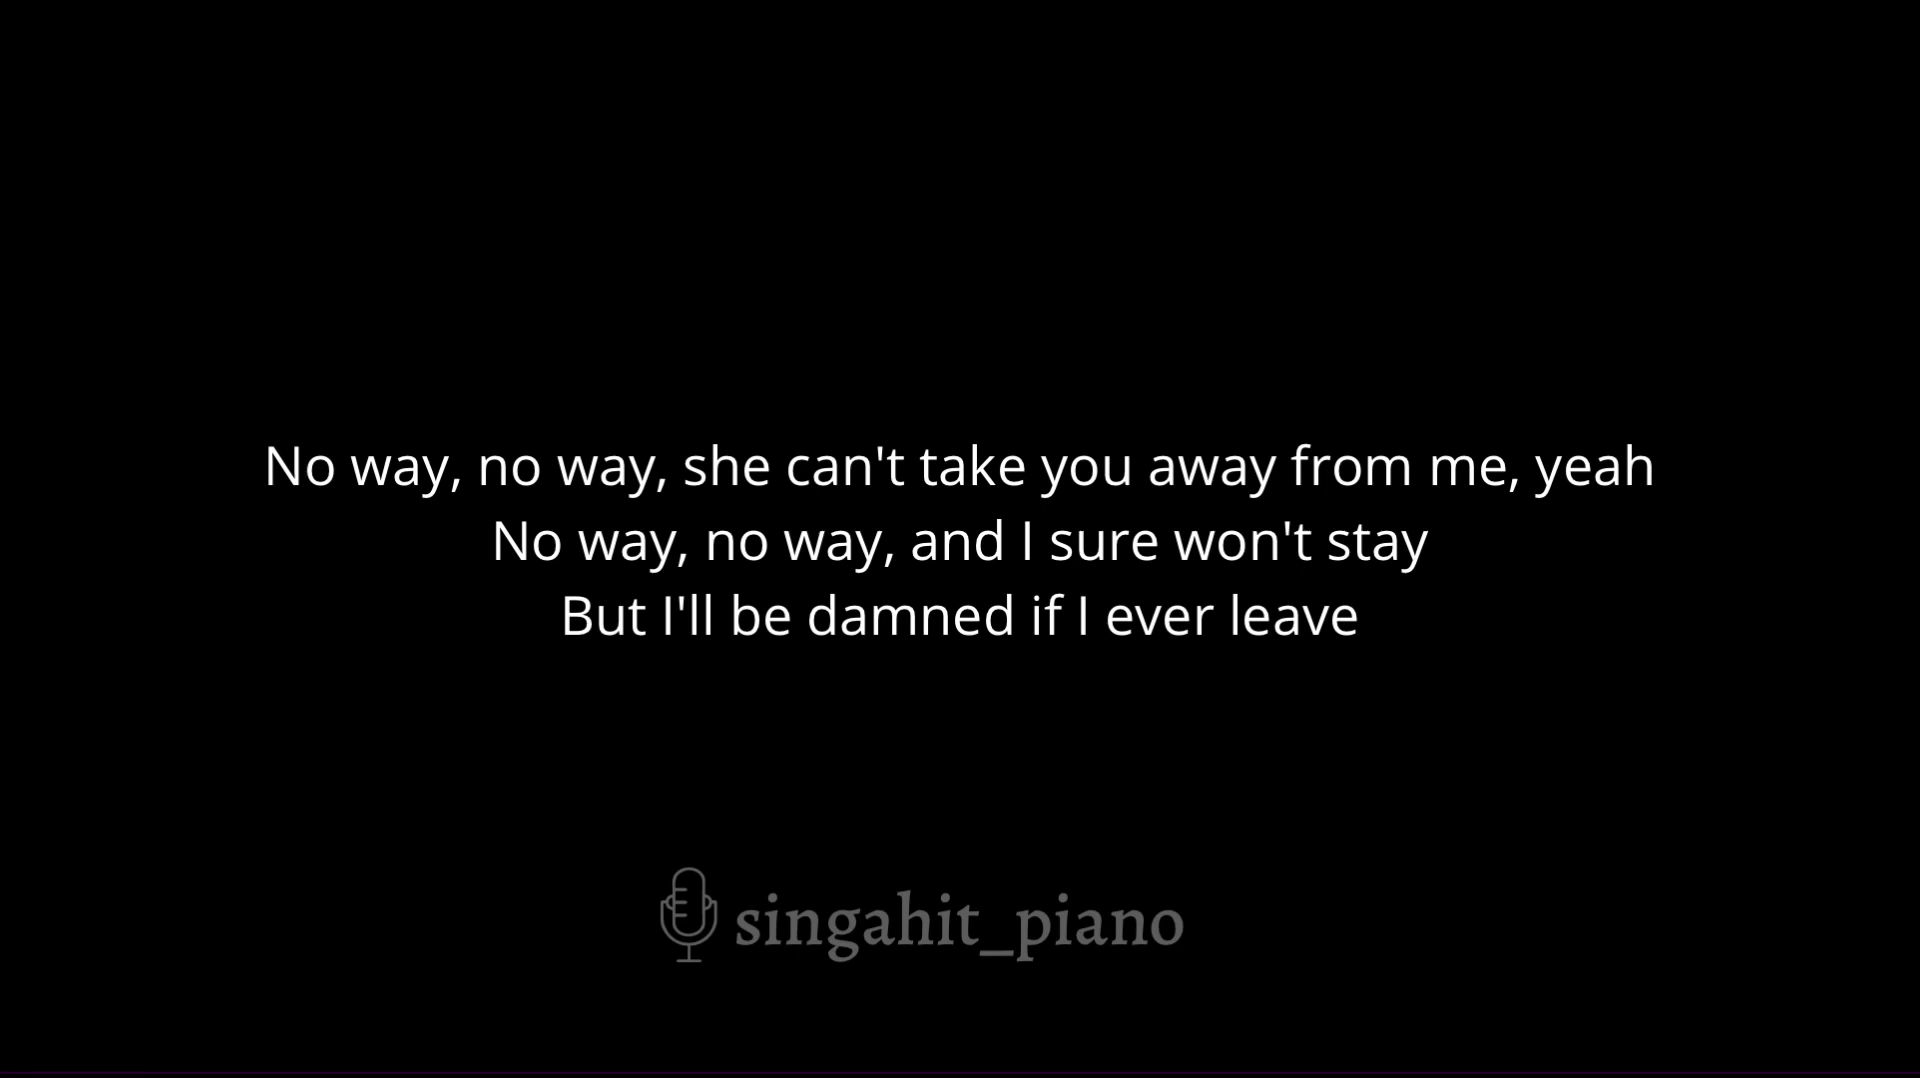 No way, no way, she can't take you away from me, yeah
No way, no way, and I sure won't stay
But I'll be damned if I ever leave
singahit_piano